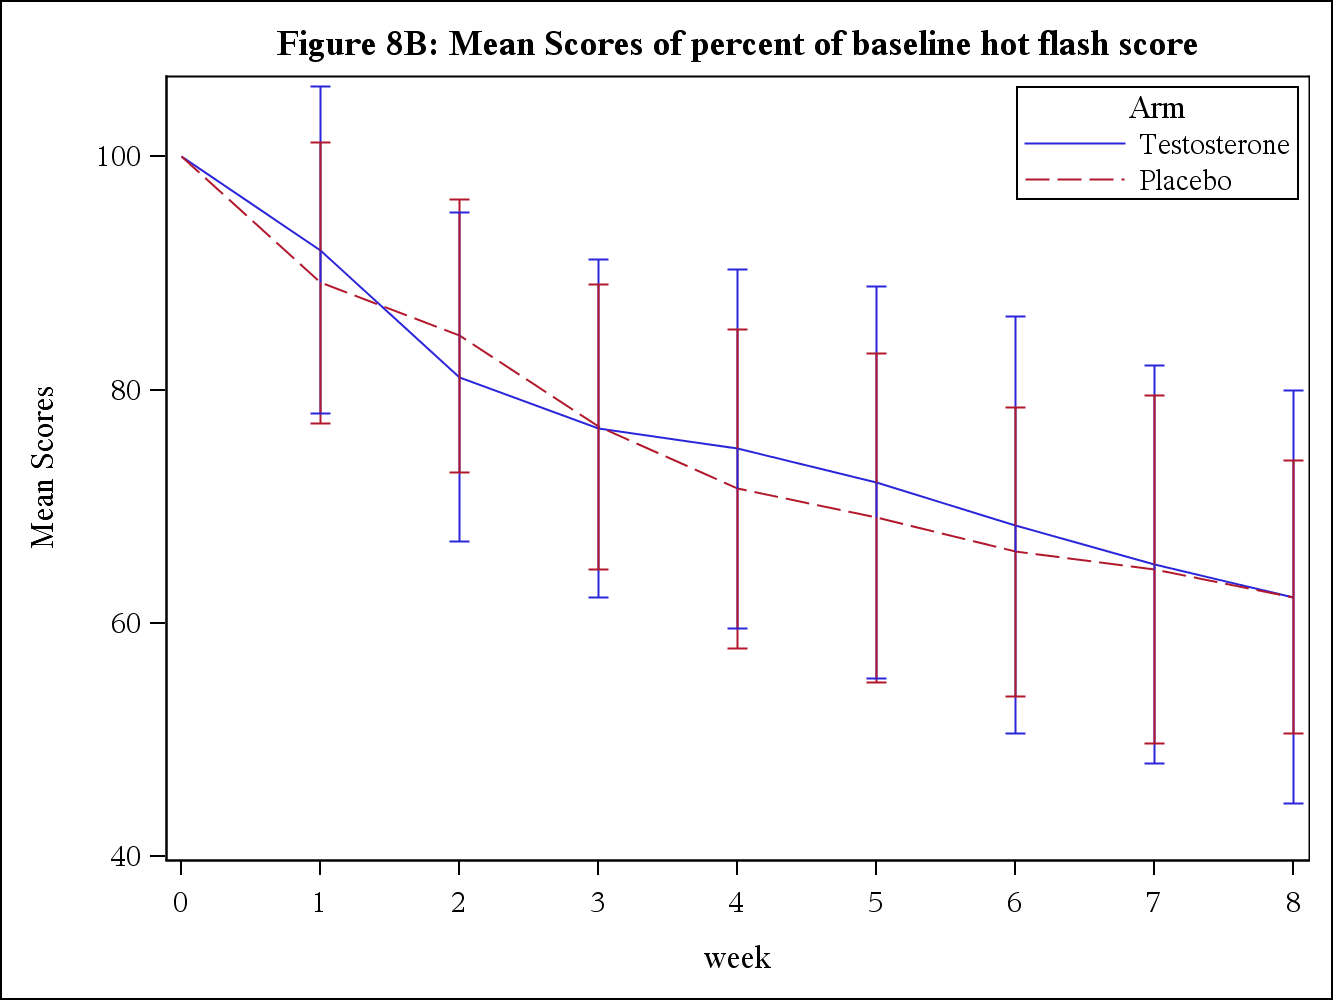 Figure 8B: Mean Scores of percent of baseline hot flash score
Arm
Testosterone
Placebo
Mean Scores
100
80
60
40
0 1 2 3 4 5 6 7 8
week